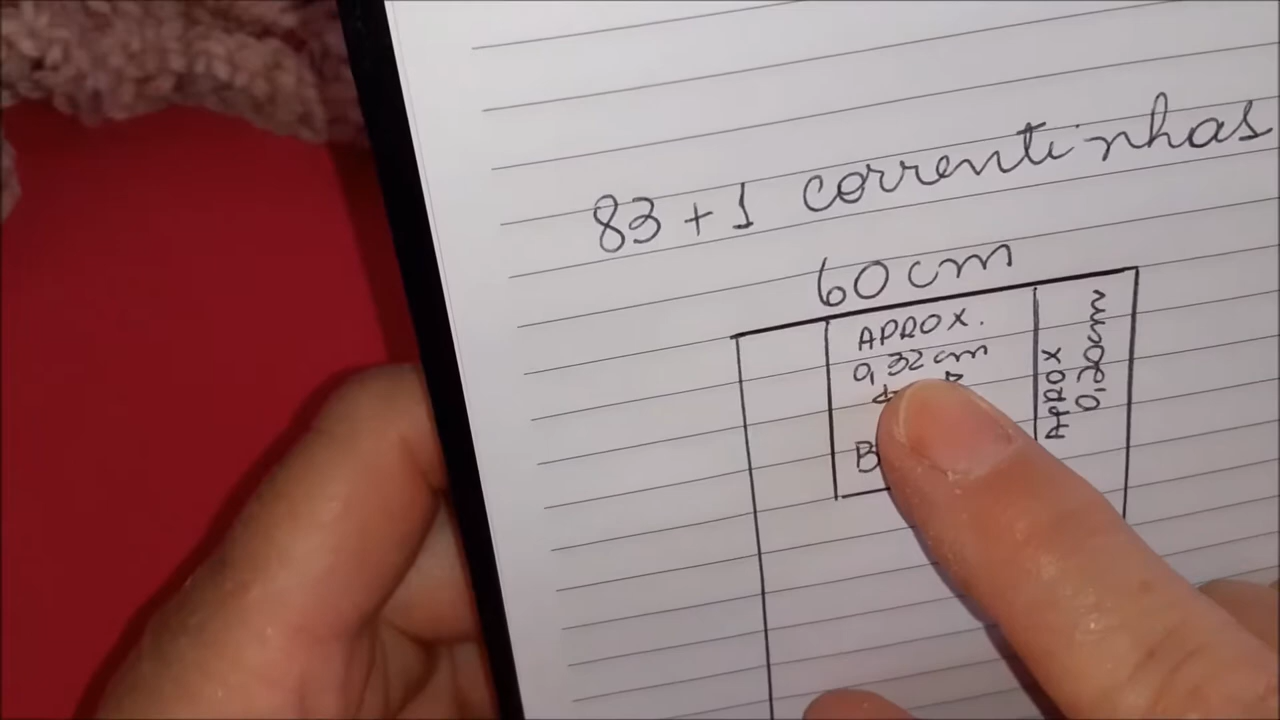 83 + 1 correntinhas
60 cm
APROX.
0,32 cm
APROX
0,20cm
B